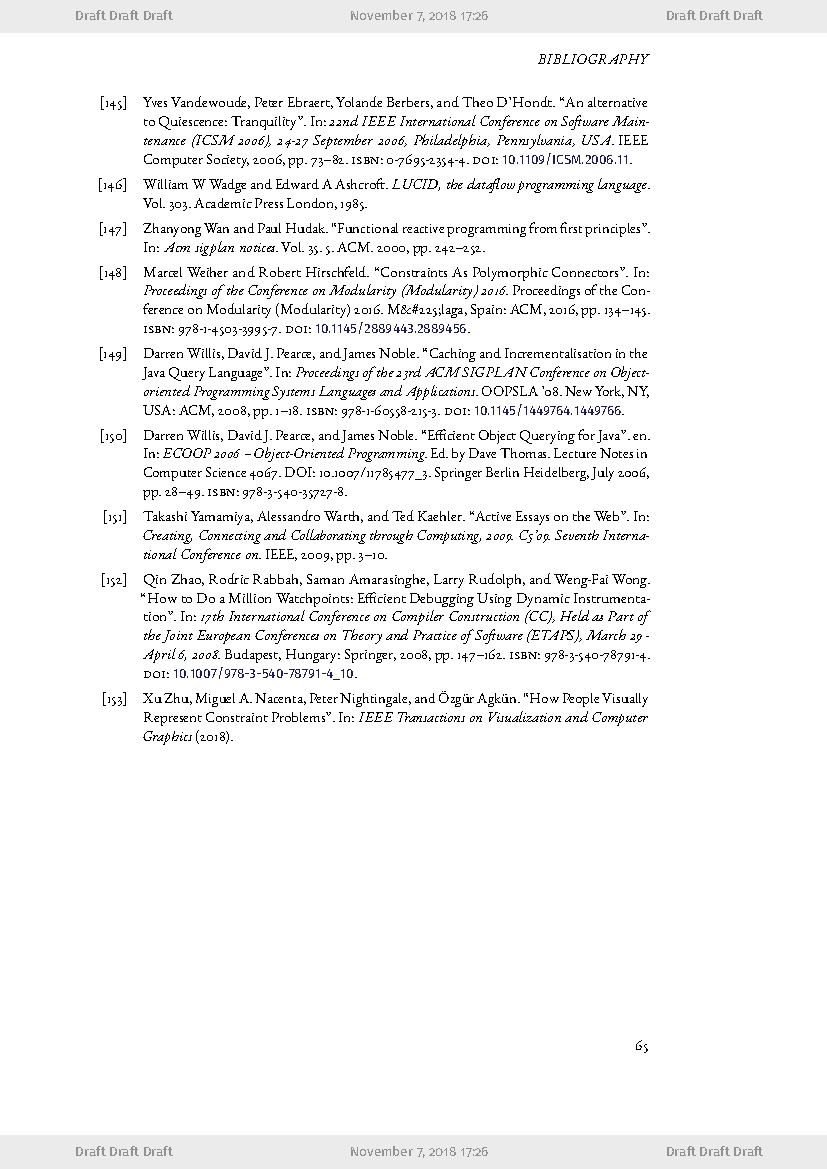 Draft Draft Draft November 7, 2018 17:26 Draft Draft Draft
BIBLIOGRAPHY
[145] Yves Vandewoude, Peter Ebraert, Yolande Berbers, and Theo D’Hondt. “An alternative
to Quiescence: Tranquility”. In: 22nd IEEE International Conference on Software Main-
tenance (ICSM 2006), 24-27 September 2006, Philadelphia, Pennsylvania, USA. IEEE
Computer Society, 2006, pp. 73–82. ISBN: 0-7695-2354-4. DOI: 10.1109/ICSM.2006.11.
[146] William W Wadge and Edward A Ashcroft. LUCID, the dataflow programming language.
Vol. 303. Academic Press London, 1985.
[147] Zhanyong Wan and Paul Hudak. “Functional reactive programming from first principles”.
In: Acm sigplan notices. Vol. 35. 5. ACM. 2000, pp. 242–252.
[148] Marcel Weiher and Robert Hirschfeld. “Constraints As Polymorphic Connectors”. In:
Proceedings of the Conference on Modularity (Modularity) 2016. Proceedings of the Con-
ference on Modularity (Modularity) 2016. M&#225;laga, Spain: ACM, 2016, pp. 134–145.
ISBN: 978-1-4503-3995-7. DOI: 10.1145/2889443.2889456.
[149] Darren Willis, David J. Pearce, and James Noble. “Caching and Incrementalisation in the
Java Query Language”. In: Proceedings of the 23rd ACM SIGPLAN Conference on Object-
oriented Programming Systems Languages and Applications. OOPSLA ’08. New York, NY,
USA: ACM, 2008, pp. 1–18. ISBN: 978-1-60558-215-3. DOI: 10.1145/1449764.1449766.
[150] Darren Willis, David J. Pearce, and James Noble. “Efficient Object Querying for Java”. en.
In: ECOOP 2006 – Object-Oriented Programming. Ed. by Dave Thomas. Lecture Notes in
Computer Science 4067. DOI: 10.1007/11785477_3. Springer Berlin Heidelberg, July 2006,
pp. 28–49. ISBN: 978-3-540-35727-8.
[151] Takashi Yamamiya, Alessandro Warth, and Ted Kaehler. “Active Essays on the Web”. In:
Creating, Connecting and Collaborating through Computing, 2009. C5’09. Seventh Interna-
tional Conference on. IEEE, 2009, pp. 3–10.
[152] Qin Zhao, Rodric Rabbah, Saman Amarasinghe, Larry Rudolph, and Weng-Fai Wong.
“How to Do a Million Watchpoints: Efficient Debugging Using Dynamic Instrumenta-
tion”. In: 17th International Conference on Compiler Construction (CC), Held as Part of
the Joint European Conferences on Theory and Practice of Software (ETAPS), March 29 -
April 6, 2008. Budapest, Hungary: Springer, 2008, pp. 147–162. ISBN: 978-3-540-78791-4.
DOI: 10.1007/978-3-540-78791-4_10.
[153] Xu Zhu, Miguel A. Nacenta, Peter Nightingale, and Özgür Agkün. “How People Visually
Represent Constraint Problems”. In: IEEE Transactions on Visualization and Computer
Graphics (2018).
65
Draft Draft Draft November 7, 2018 17:26 Draft Draft Draft